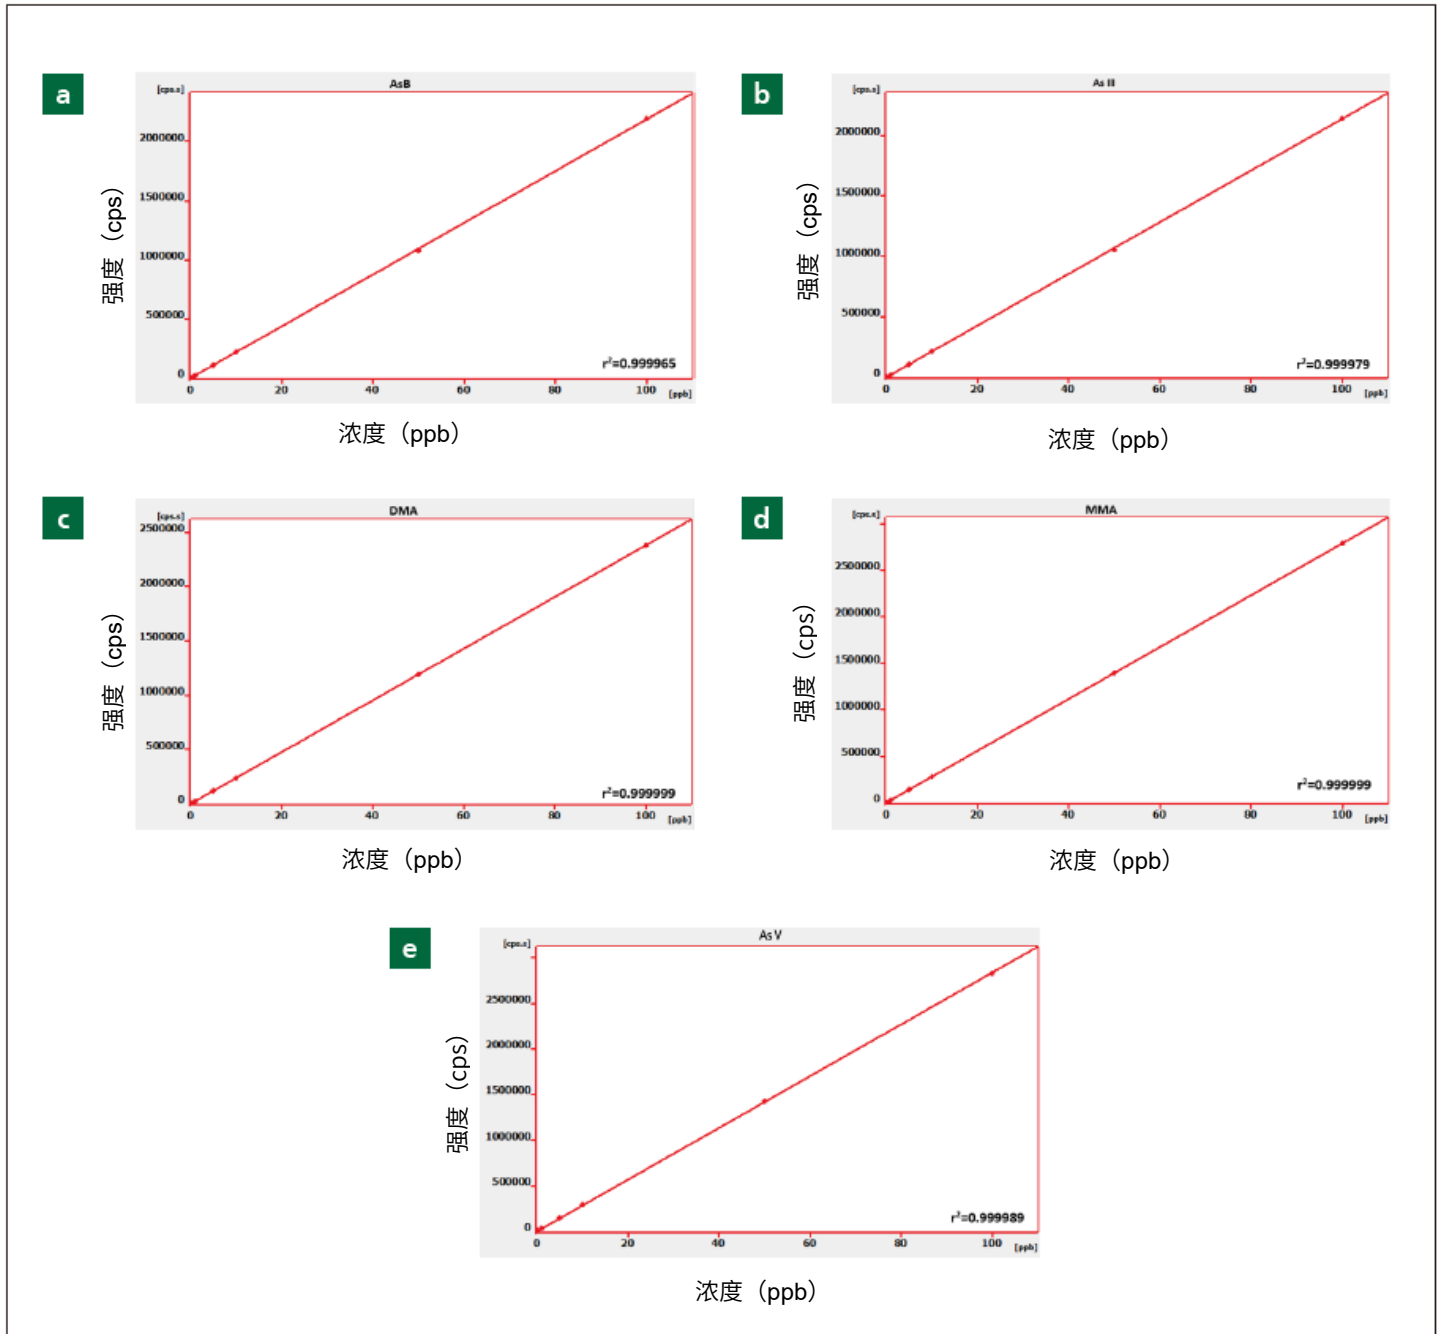 a
AsB
[cps.s]
2000000
1500000
1000000
500000
0
0 20 40 60 80 100 [ppb]
r²=0.999965
强度（cps）
浓度（ppb）
b
As III
[cps.s]
2000000
1500000
1000000
500000
0
0 20 40 60 80 100 [ppb]
r²=0.999979
强度（cps）
浓度（ppb）
c
DMA
[cps.s]
2500000
2000000
1500000
1000000
500000
0
0 20 40 60 80 100 [ppb]
r²=0.999999
强度（cps）
浓度（ppb）
d
MMA
[cps.s]
2500000
2000000
1500000
1000000
500000
0
0 20 40 60 80 100 [ppb]
r²=0.999999
强度（cps）
浓度（ppb）
e
As V
[cps.s]
2500000
2000000
1500000
1000000
500000
0
0 20 40 60 80 100 [ppb]
r²=0.999989
强度（cps）
浓度（ppb）